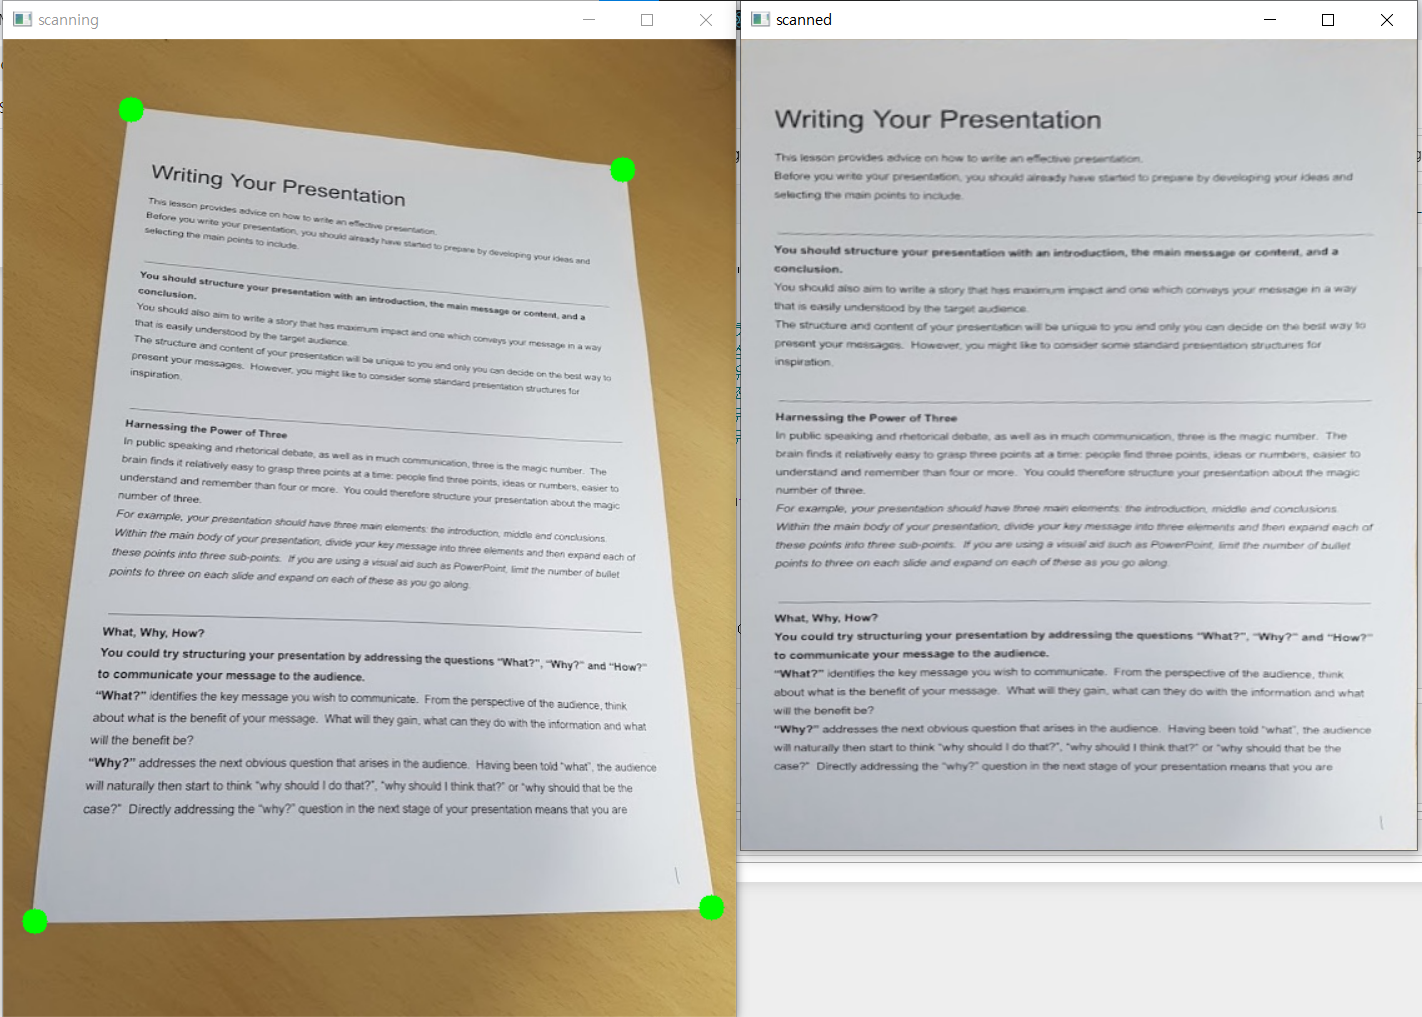 scanning
Writing Your Presentation
This lesson provides advice on how to write an effective presentation.
Before you write your presentation, you should already have started to prepare by developing your ideas and
selecting the main points to include.
You should structure your presentation with an introduction, the main message or content, and a
conclusion.
You should also aim to write a story that has maximum impact and one which conveys your message in a way
that is easily understood by the target audience.
The structure and content of your presentation will be unique to you and only you can decide on the best way to
present your messages.  However, you might like to consider some standard presentation structures for
inspiration.
Harnessing the Power of Three
In public speaking and rhetorical debate, as well as in much communication, three is the magic number.  The
brain finds it relatively easy to grasp three points at a time: people find three points, ideas or numbers, easier to
understand and remember than four or more.  You could therefore structure your presentation about the magic
number of three.
For example, your presentation should have three main elements: the introduction, middle and conclusions.
Within the main body of your presentation, divide your key message into three elements and then expand each of
these points into three sub-points.  If you are using a visual aid such as PowerPoint, limit the number of bullet
points to three on each slide and expand on each of these as you go along.
What, Why, How?
You could try structuring your presentation by addressing the questions “What?”, “Why?” and “How?”
to communicate your message to the audience.
“What?” identifies the key message you wish to communicate.  From the perspective of the audience, think
about what is the benefit of your message.  What will they gain, what can they do with the information and what
will the benefit be?
“Why?” addresses the next obvious question that arises in the audience.  Having been told “what”, the audience
will naturally then start to think “why should I do that?”, “why should I think that?” or “why should that be the
case?”  Directly addressing the “why?” question in the next stage of your presentation means that you are
scanned
Writing Your Presentation
This lesson provides advice on how to write an effective presentation.
Before you write your presentation, you should already have started to prepare by developing your ideas and
selecting the main points to include.
You should structure your presentation with an introduction, the main message or content, and a
conclusion.
You should also aim to write a story that has maximum impact and one which conveys your message in a way
that is easily understood by the target audience.
The structure and content of your presentation will be unique to you and only you can decide on the best way to
present your messages.  However, you might like to consider some standard presentation structures for
inspiration.
Harnessing the Power of Three
In public speaking and rhetorical debate, as well as in much communication, three is the magic number.  The
brain finds it relatively easy to grasp three points at a time: people find three points, ideas or numbers, easier to
understand and remember than four or more.  You could therefore structure your presentation about the magic
number of three.
For example, your presentation should have three main elements: the introduction, middle and conclusions.
Within the main body of your presentation, divide your key message into three elements and then expand each of
these points into three sub-points.  If you are using a visual aid such as PowerPoint, limit the number of bullet
points to three on each slide and expand on each of these as you go along.
What, Why, How?
You could try structuring your presentation by addressing the questions “What?”, “Why?” and “How?”
to communicate your message to the audience.
“What?” identifies the key message you wish to communicate.  From the perspective of the audience, think
about what is the benefit of your message.  What will they gain, what can they do with the information and what
will the benefit be?
“Why?” addresses the next obvious question that arises in the audience.  Having been told “what”, the audience
will naturally then start to think “why should I do that?”, “why should I think that?” or “why should that be the
case?”  Directly addressing the “why?” question in the next stage of your presentation means that you are